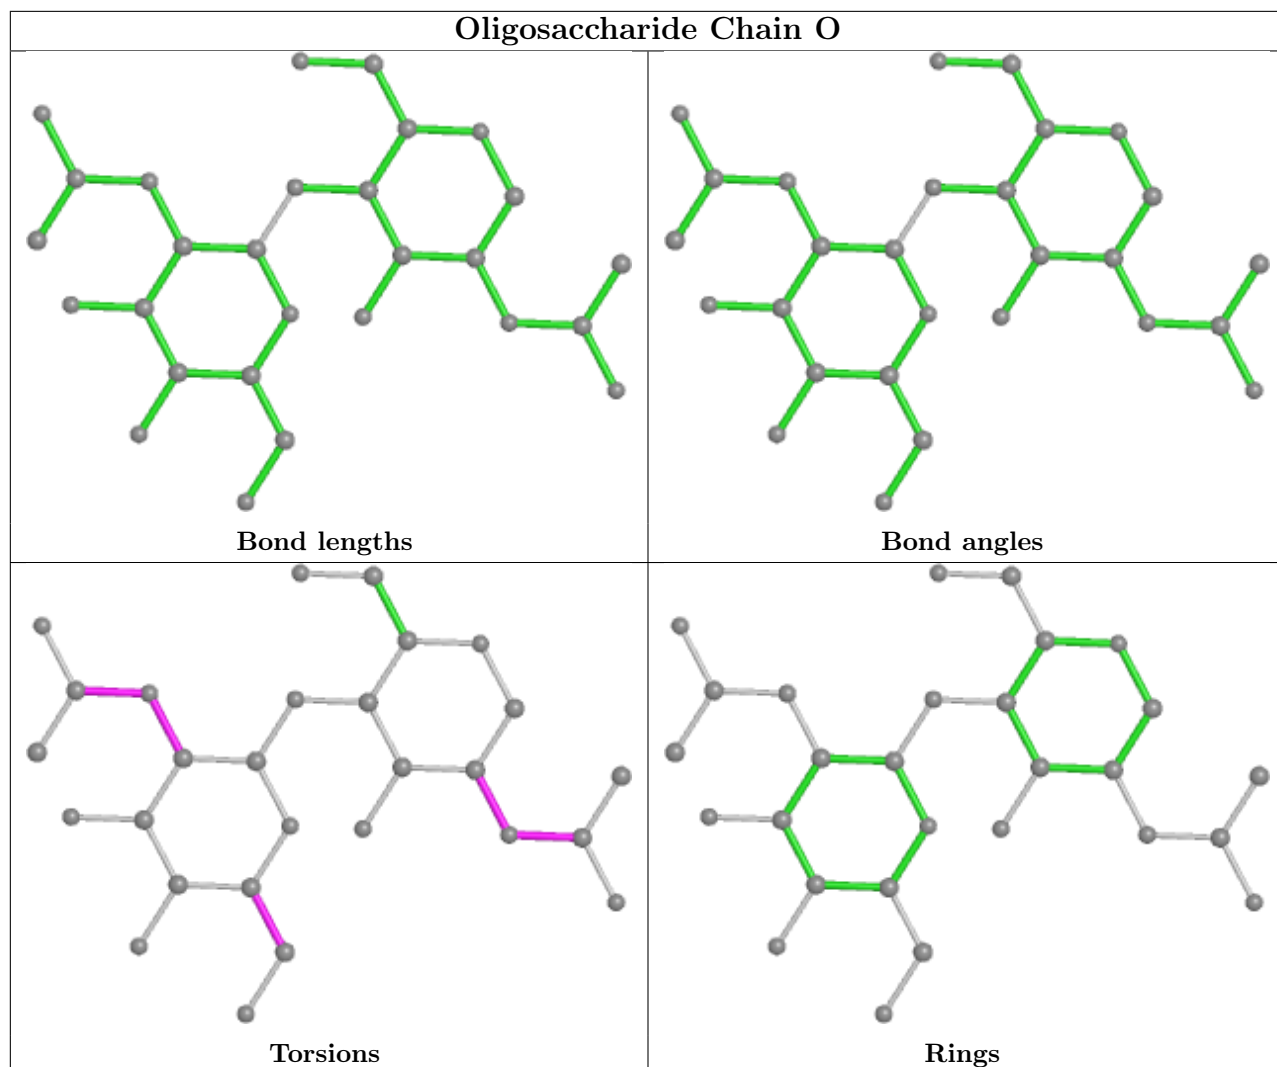 Oligosaccharide Chain O
Bond lengths
Bond angles
Torsions
Rings